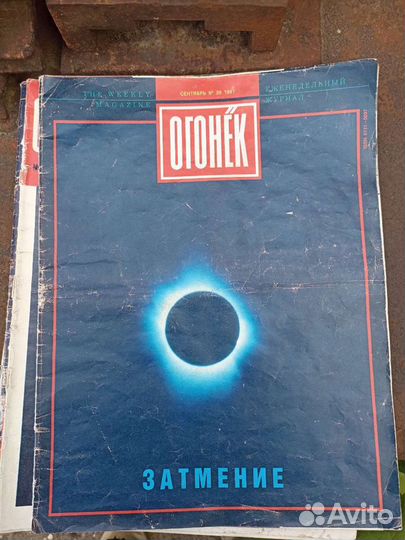 THE WEEKLY
MAGAZINE
СЕНТЯБРЬ № 39 1991
ЕЖЕНЕДЕЛЬНЫЙ
ЖУРНАЛ
ОГОНЁК
ЗАТМЕНИЕ
Avito